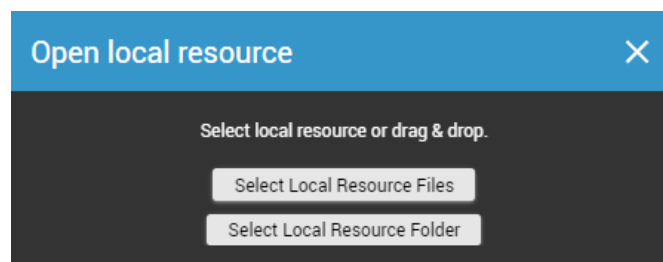 Open local resource
Select local resource or drag & drop.
Select Local Resource Files
Select Local Resource Folder